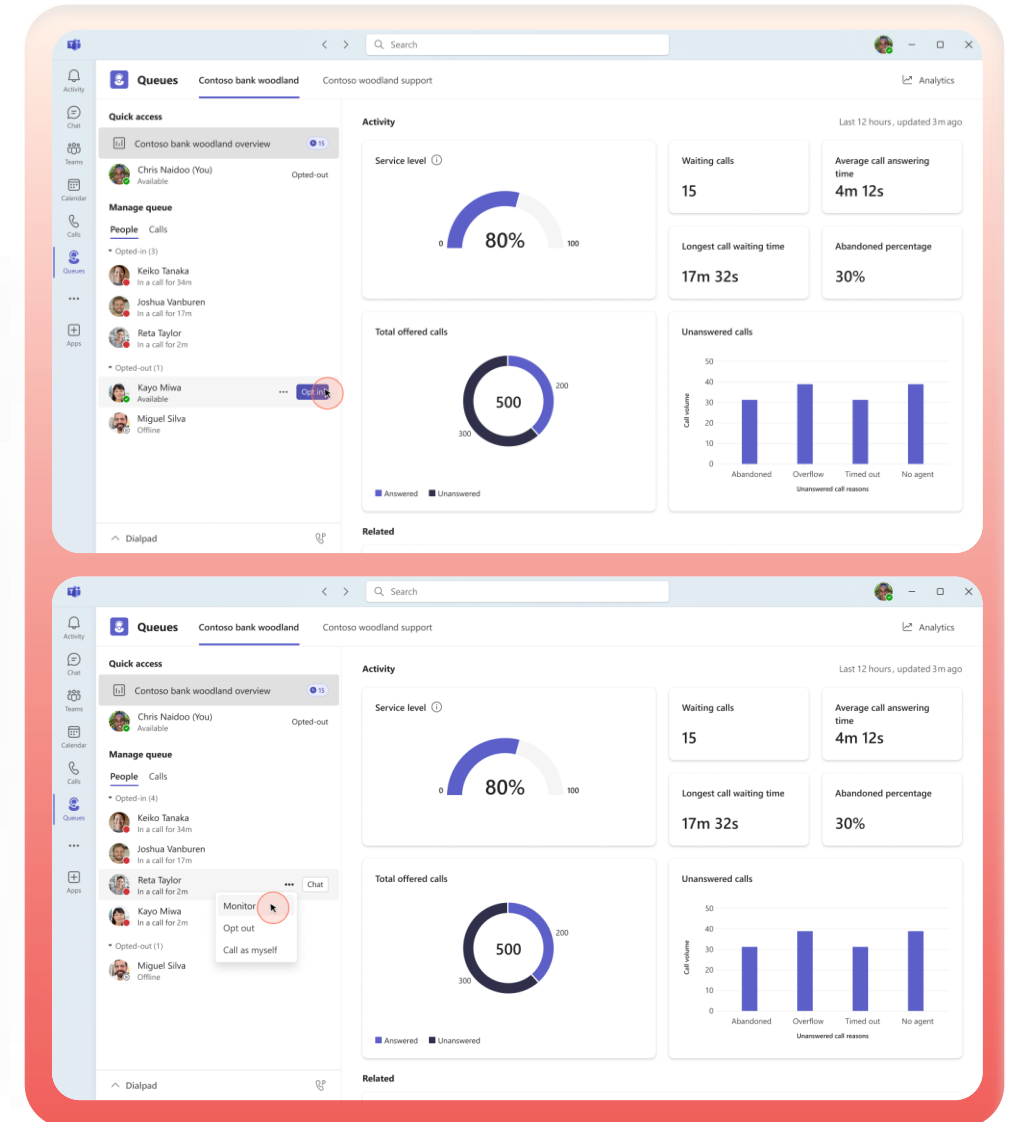 Search
Activity
Chat
Teams
Calendar
Calls
Queues
Apps
Queues
Contoso bank woodland
Contoso woodland support
Analytics
Quick access
Contoso bank woodland overview
15
Chris Naidoo (You)
Available
Opted-out
Manage queue
People
Calls
Opted-in (3)
Keiko Tanaka
In a call for 34m
Joshua Vanburen
In a call for 17m
Reta Taylor
In a call for 2m
Opted-out (1)
Kayo Miwa
Available
Opt in
Miguel Silva
Offline
Dialpad
Activity
Last 12 hours, updated 3m ago
Service level
0
80%
100
Waiting calls
15
Average call answering
time
4m 12s
Longest call waiting time
17m 32s
Abandoned percentage
30%
Total offered calls
500
200
300
Answered
Unanswered
Unanswered calls
Call volume
50
40
30
20
10
0
Abandoned
Overflow
Timed out
No agent
Unanswered call reasons
Related
Search
Activity
Chat
Teams
Calendar
Calls
Queues
Apps
Queues
Contoso bank woodland
Contoso woodland support
Analytics
Quick access
Contoso bank woodland overview
15
Chris Naidoo (You)
Available
Opted-out
Manage queue
People
Calls
Opted-in (4)
Keiko Tanaka
In a call for 34m
Joshua Vanburen
In a call for 17m
Reta Taylor
In a call for 2m
Chat
Monitor
Opt out
Call as myself
Kayo Miwa
In a call for 2m
Opted-out (1)
Miguel Silva
Offline
Dialpad
Activity
Last 12 hours, updated 3m ago
Service level
0
80%
100
Waiting calls
15
Average call answering
time
4m 12s
Longest call waiting time
17m 32s
Abandoned percentage
30%
Total offered calls
500
200
300
Answered
Unanswered
Unanswered calls
Call volume
50
40
30
20
10
0
Abandoned
Overflow
Timed out
No agent
Unanswered call reasons
Related